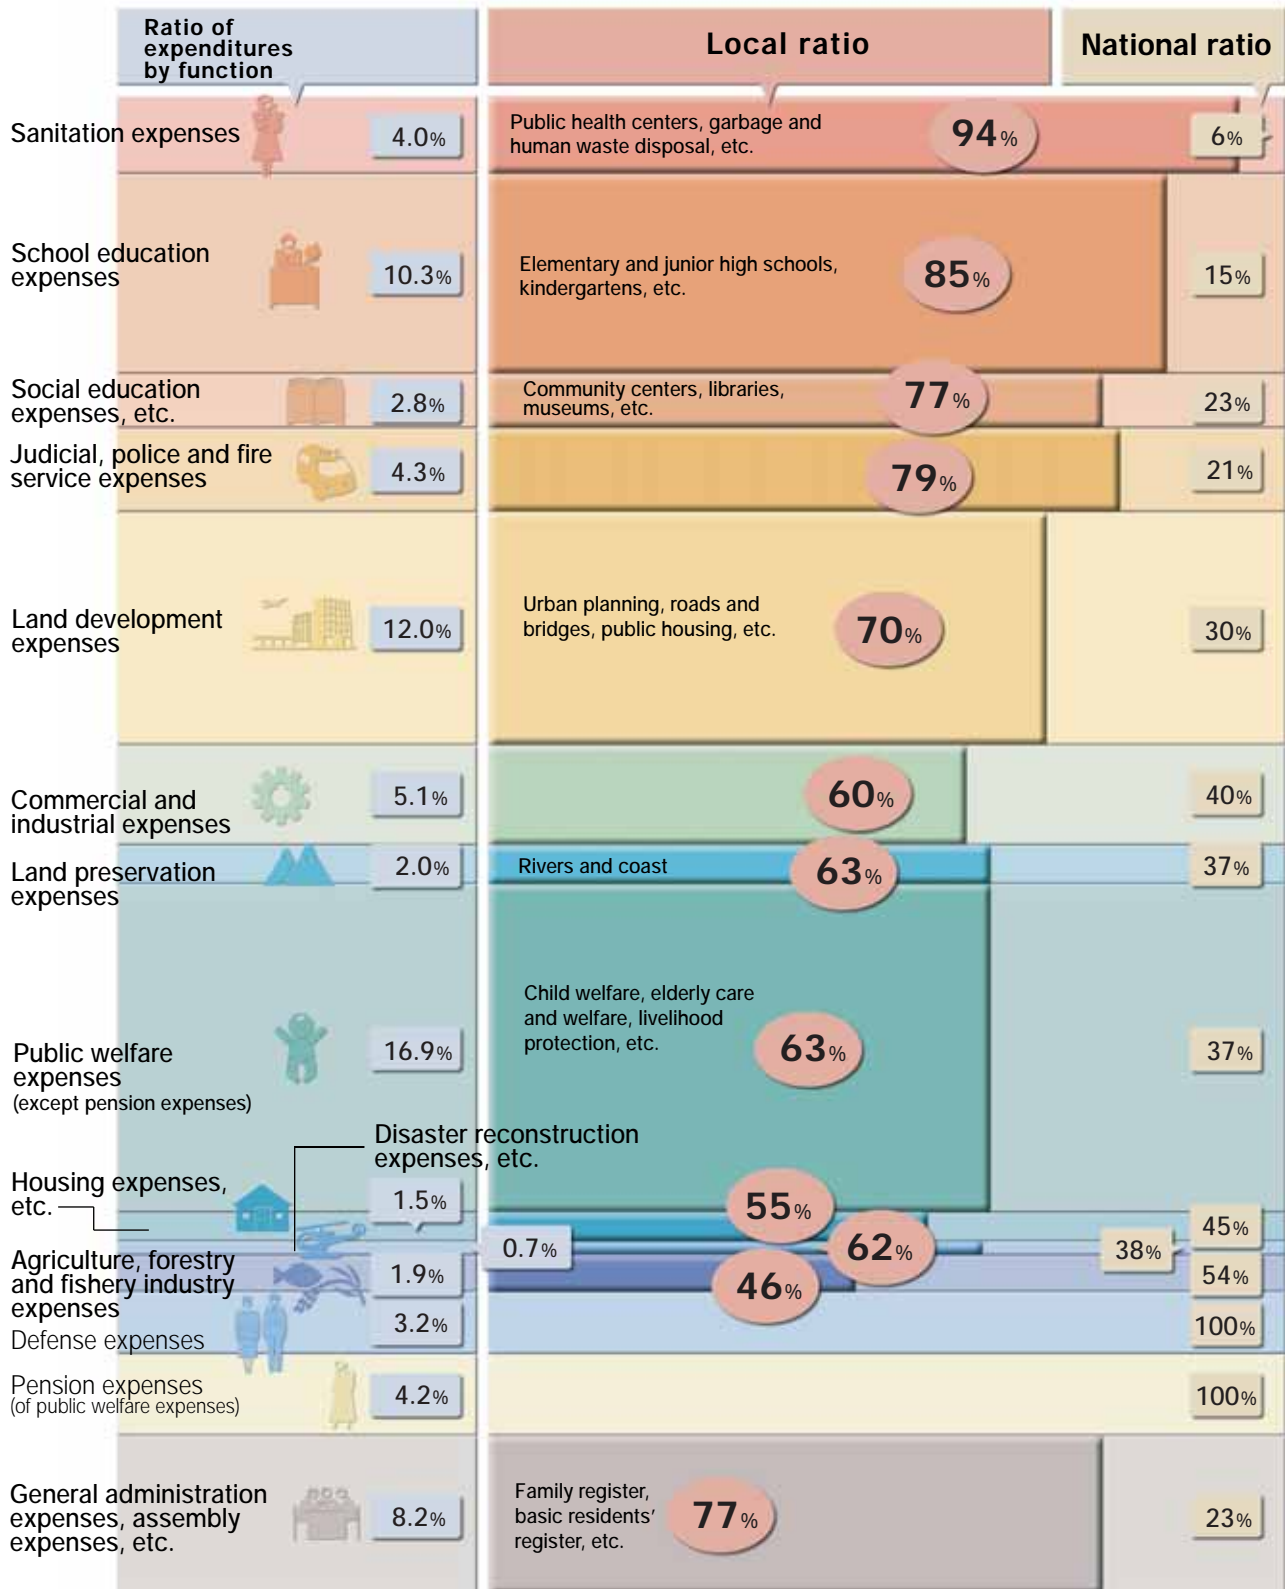 Ratio of
expenditures
by function
Local ratio
National ratio
Sanitation expenses
4.0%
Public health centers, garbage and
human waste disposal, etc.
94%
6%
School education
expenses
10.3%
Elementary and junior high schools,
kindergartens, etc.
85%
15%
Social education
expenses, etc.
2.8%
Community centers, libraries,
museums, etc.
77%
23%
Judicial, police and fire
service expenses
4.3%
79%
21%
Land development
expenses
12.0%
Urban planning, roads and
bridges, public housing, etc.
70%
30%
Commercial and
industrial expenses
5.1%
60%
40%
Land preservation
expenses
2.0%
Rivers and coast
63%
37%
Public welfare
expenses
(except pension expenses)
16.9%
Child welfare, elderly care
and welfare, livelihood
protection, etc.
63%
37%
Disaster reconstruction
expenses, etc.
Housing expenses,
etc.
1.5%
55%
45%
0.7%
62%
38%
Agriculture, forestry
and fishery industry
expenses
1.9%
46%
54%
Defense expenses
3.2%
100%
Pension expenses
(of public welfare expenses)
4.2%
100%
General administration
expenses, assembly
expenses, etc.
8.2%
Family register,
basic residents'
register, etc.
77%
23%